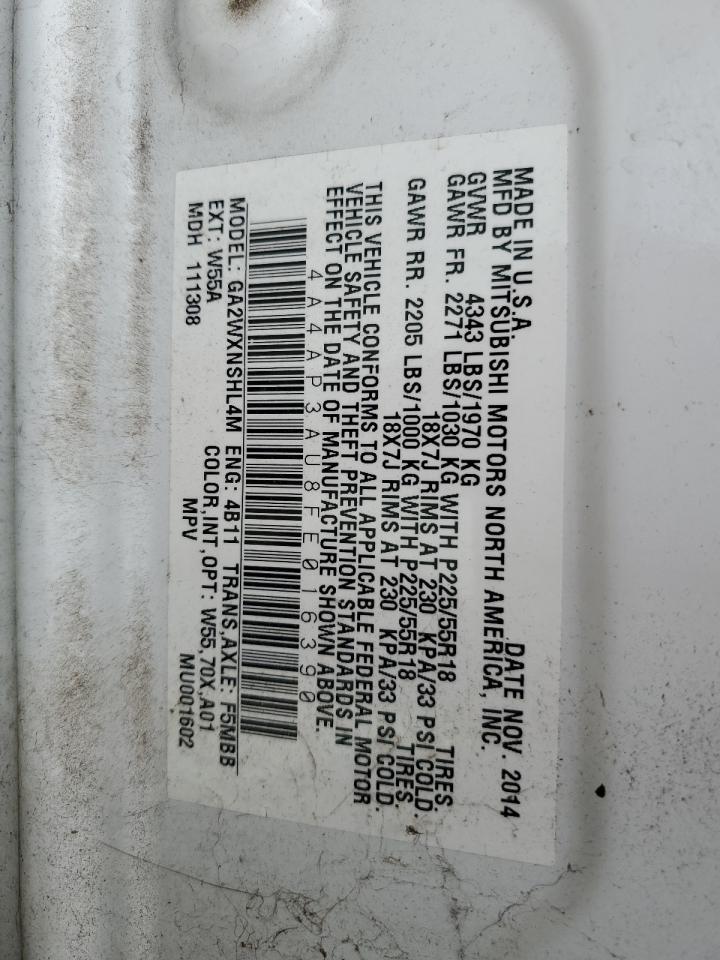 MADE IN U.S.A. DATE NOV. 2014
MFD BY MITSUBISHI MOTORS NORTH AMERICA, INC.
GVWR 4343 LBS/1970 KG
GAWR FR. 2271 LBS/1030 KG WITH P225/55R18 TIRES.
18X7J RIMS AT 230 KPA/33 PSI COLD.
GAWR RR. 2205 LBS/1000 KG WITH P225/55R18 TIRES
18X7J RIMS AT 230 KPA/33 PSI COLD.
THIS VEHICLE CONFORMS TO ALL APPLICABLE FEDERAL MOTOR
VEHICLE SAFETY AND THEFT PREVENTION STANDARDS IN
EFFECT ON THE DATE OF MANUFACTURE SHOWN ABOVE.
4A4AP3AU8FE016390
MODEL: GA2WXNSHL4M ENG: 4B11 TRANS,AXLE: F5MBB
EXT: W55A COLOR,INT,OPT: W55,70X,A01
MDH 111308 MPV MU001602